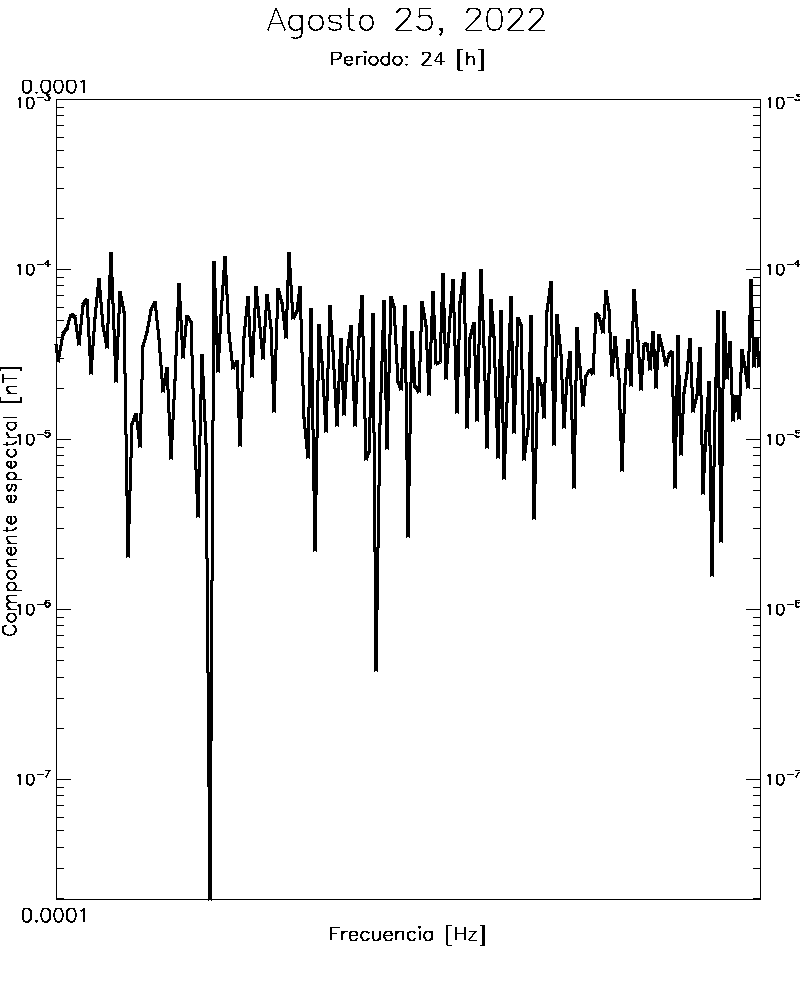 Agosto 25, 2022
Periodo: 24 [h]
0.0001
10⁻³ 10⁻³
10⁻⁴ 10⁻⁴
10⁻⁵ 10⁻⁵
10⁻⁶ 10⁻⁶
10⁻⁷ 10⁻⁷
Componente espectral [nT]
0.0001
Frecuencia [Hz]